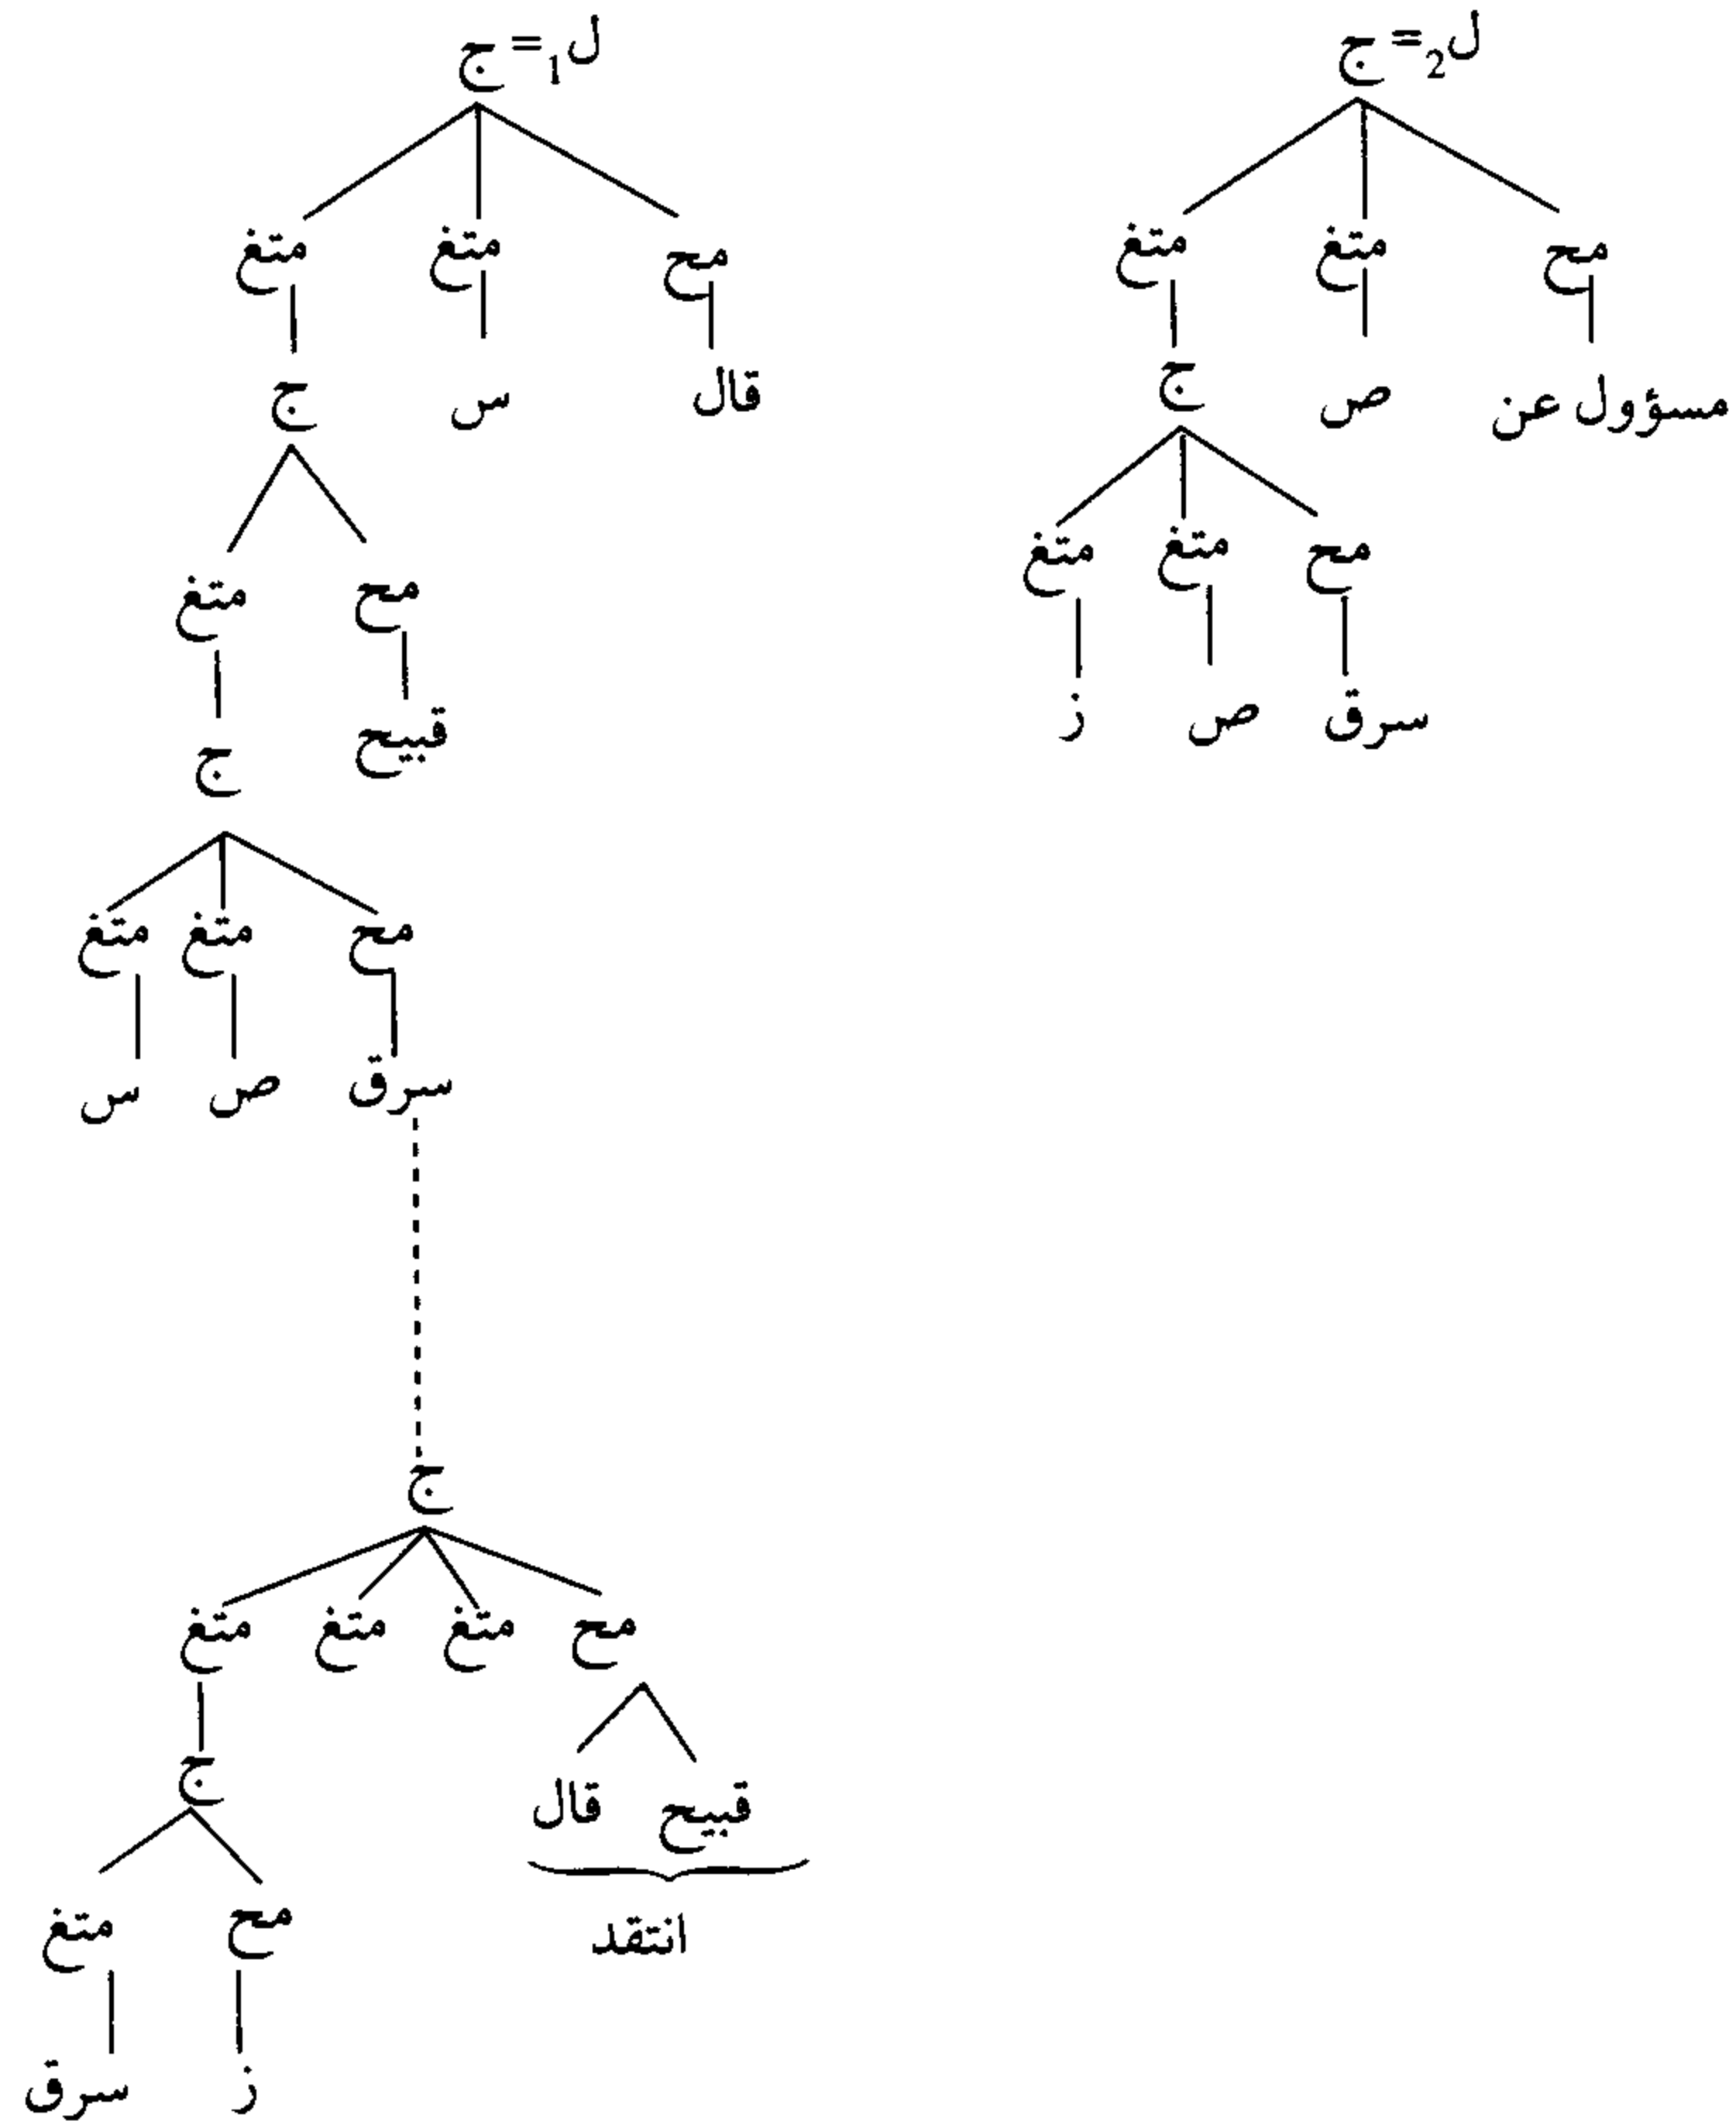 ل1= ج
ل2= ج
مح متغ متغ
مح متغ متغ
قال س ج
مسؤول عن ص ج
مح متغ
مح متغ متغ
قبيح ج
سرق ص ز
مح متغ متغ
سرق ص س
ج
مح متغ متغ متغ
قبيح قال
ج
انتقد
مح متغ
ز سرق